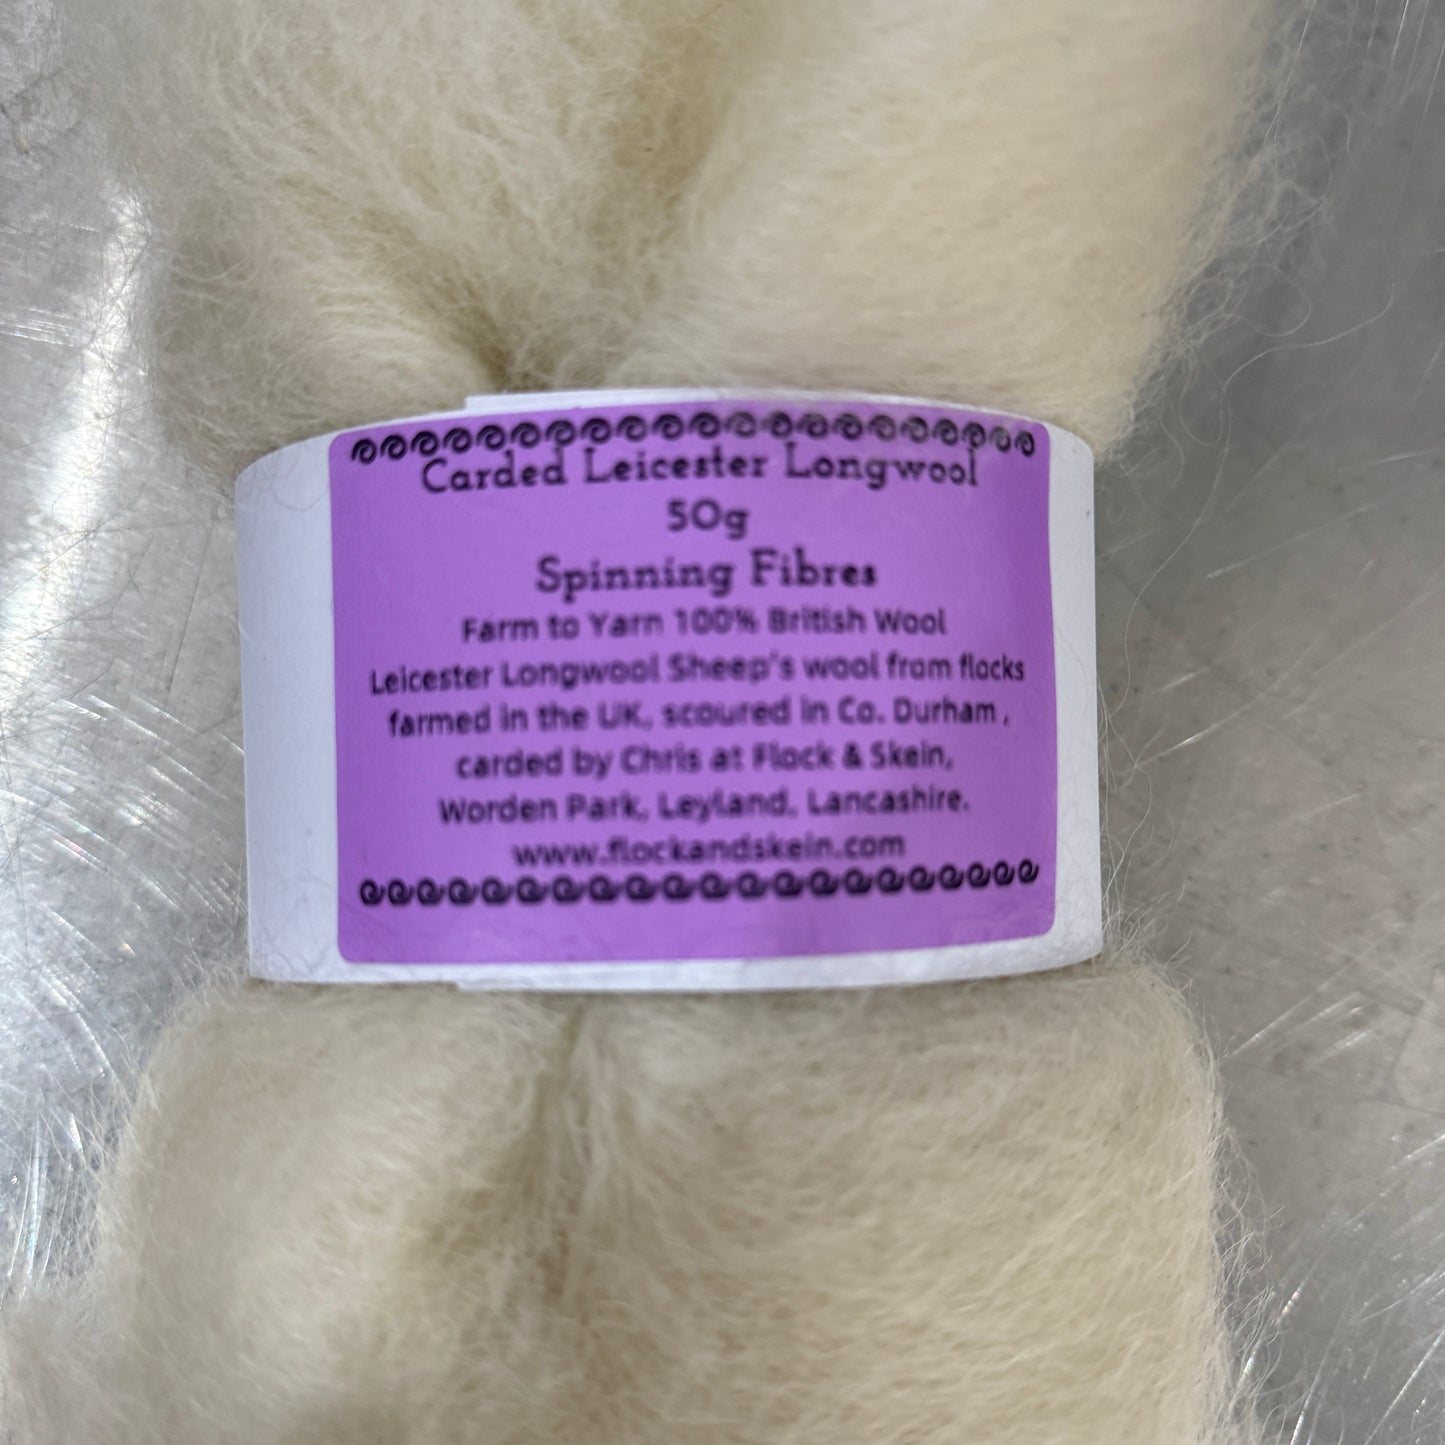 Carded Leicester Longwool
50g
Spinning Fibres
Farm to Yarn 100% British Wool
Leicester Longwool Sheep's wool from flocks
farmed in the UK, scoured in Co. Durham ,
carded by Chris at Flock & Skein,
Worden Park, Leyland, Lancashire.
www.flockandskein.com